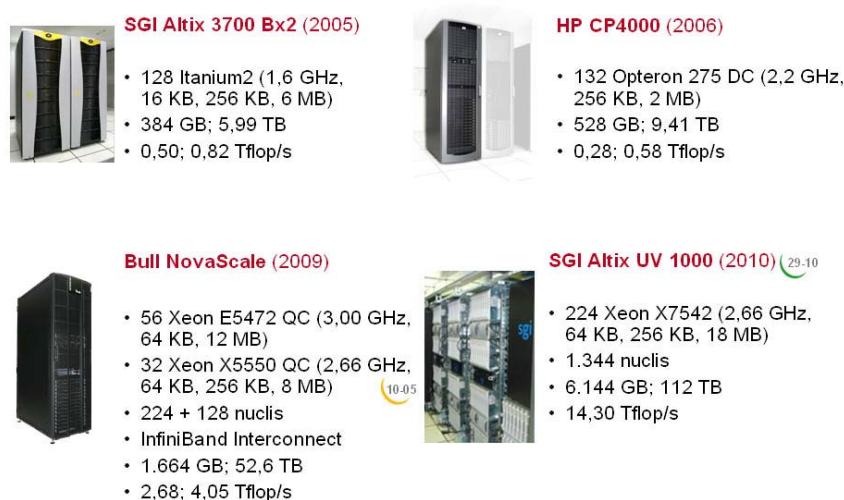 SGI Altix 3700 Bx2 (2005)
• 128 Itanium2 (1,6 GHz,
16 KB, 256 KB, 6 MB)
• 384 GB; 5,99 TB
• 0,50; 0,82 Tflop/s
HP CP4000 (2006)
• 132 Opteron 275 DC (2,2 GHz,
256 KB, 2 MB)
• 528 GB; 9,41 TB
• 0,28; 0,58 Tflop/s
Bull NovaScale (2009)
• 56 Xeon E5472 QC (3,00 GHz,
64 KB, 12 MB)
• 32 Xeon X5550 QC (2,66 GHz,
64 KB, 256 KB, 8 MB)
10-05
• 224 + 128 nuclis
• InfiniBand Interconnect
• 1.664 GB; 52,6 TB
• 2,68; 4,05 Tflop/s
SGI Altix UV 1000 (2010)
29-10
• 224 Xeon X7542 (2,66 GHz,
64 KB, 256 KB, 18 MB)
• 1.344 nuclis
• 6.144 GB; 112 TB
• 14,30 Tflop/s
sgi